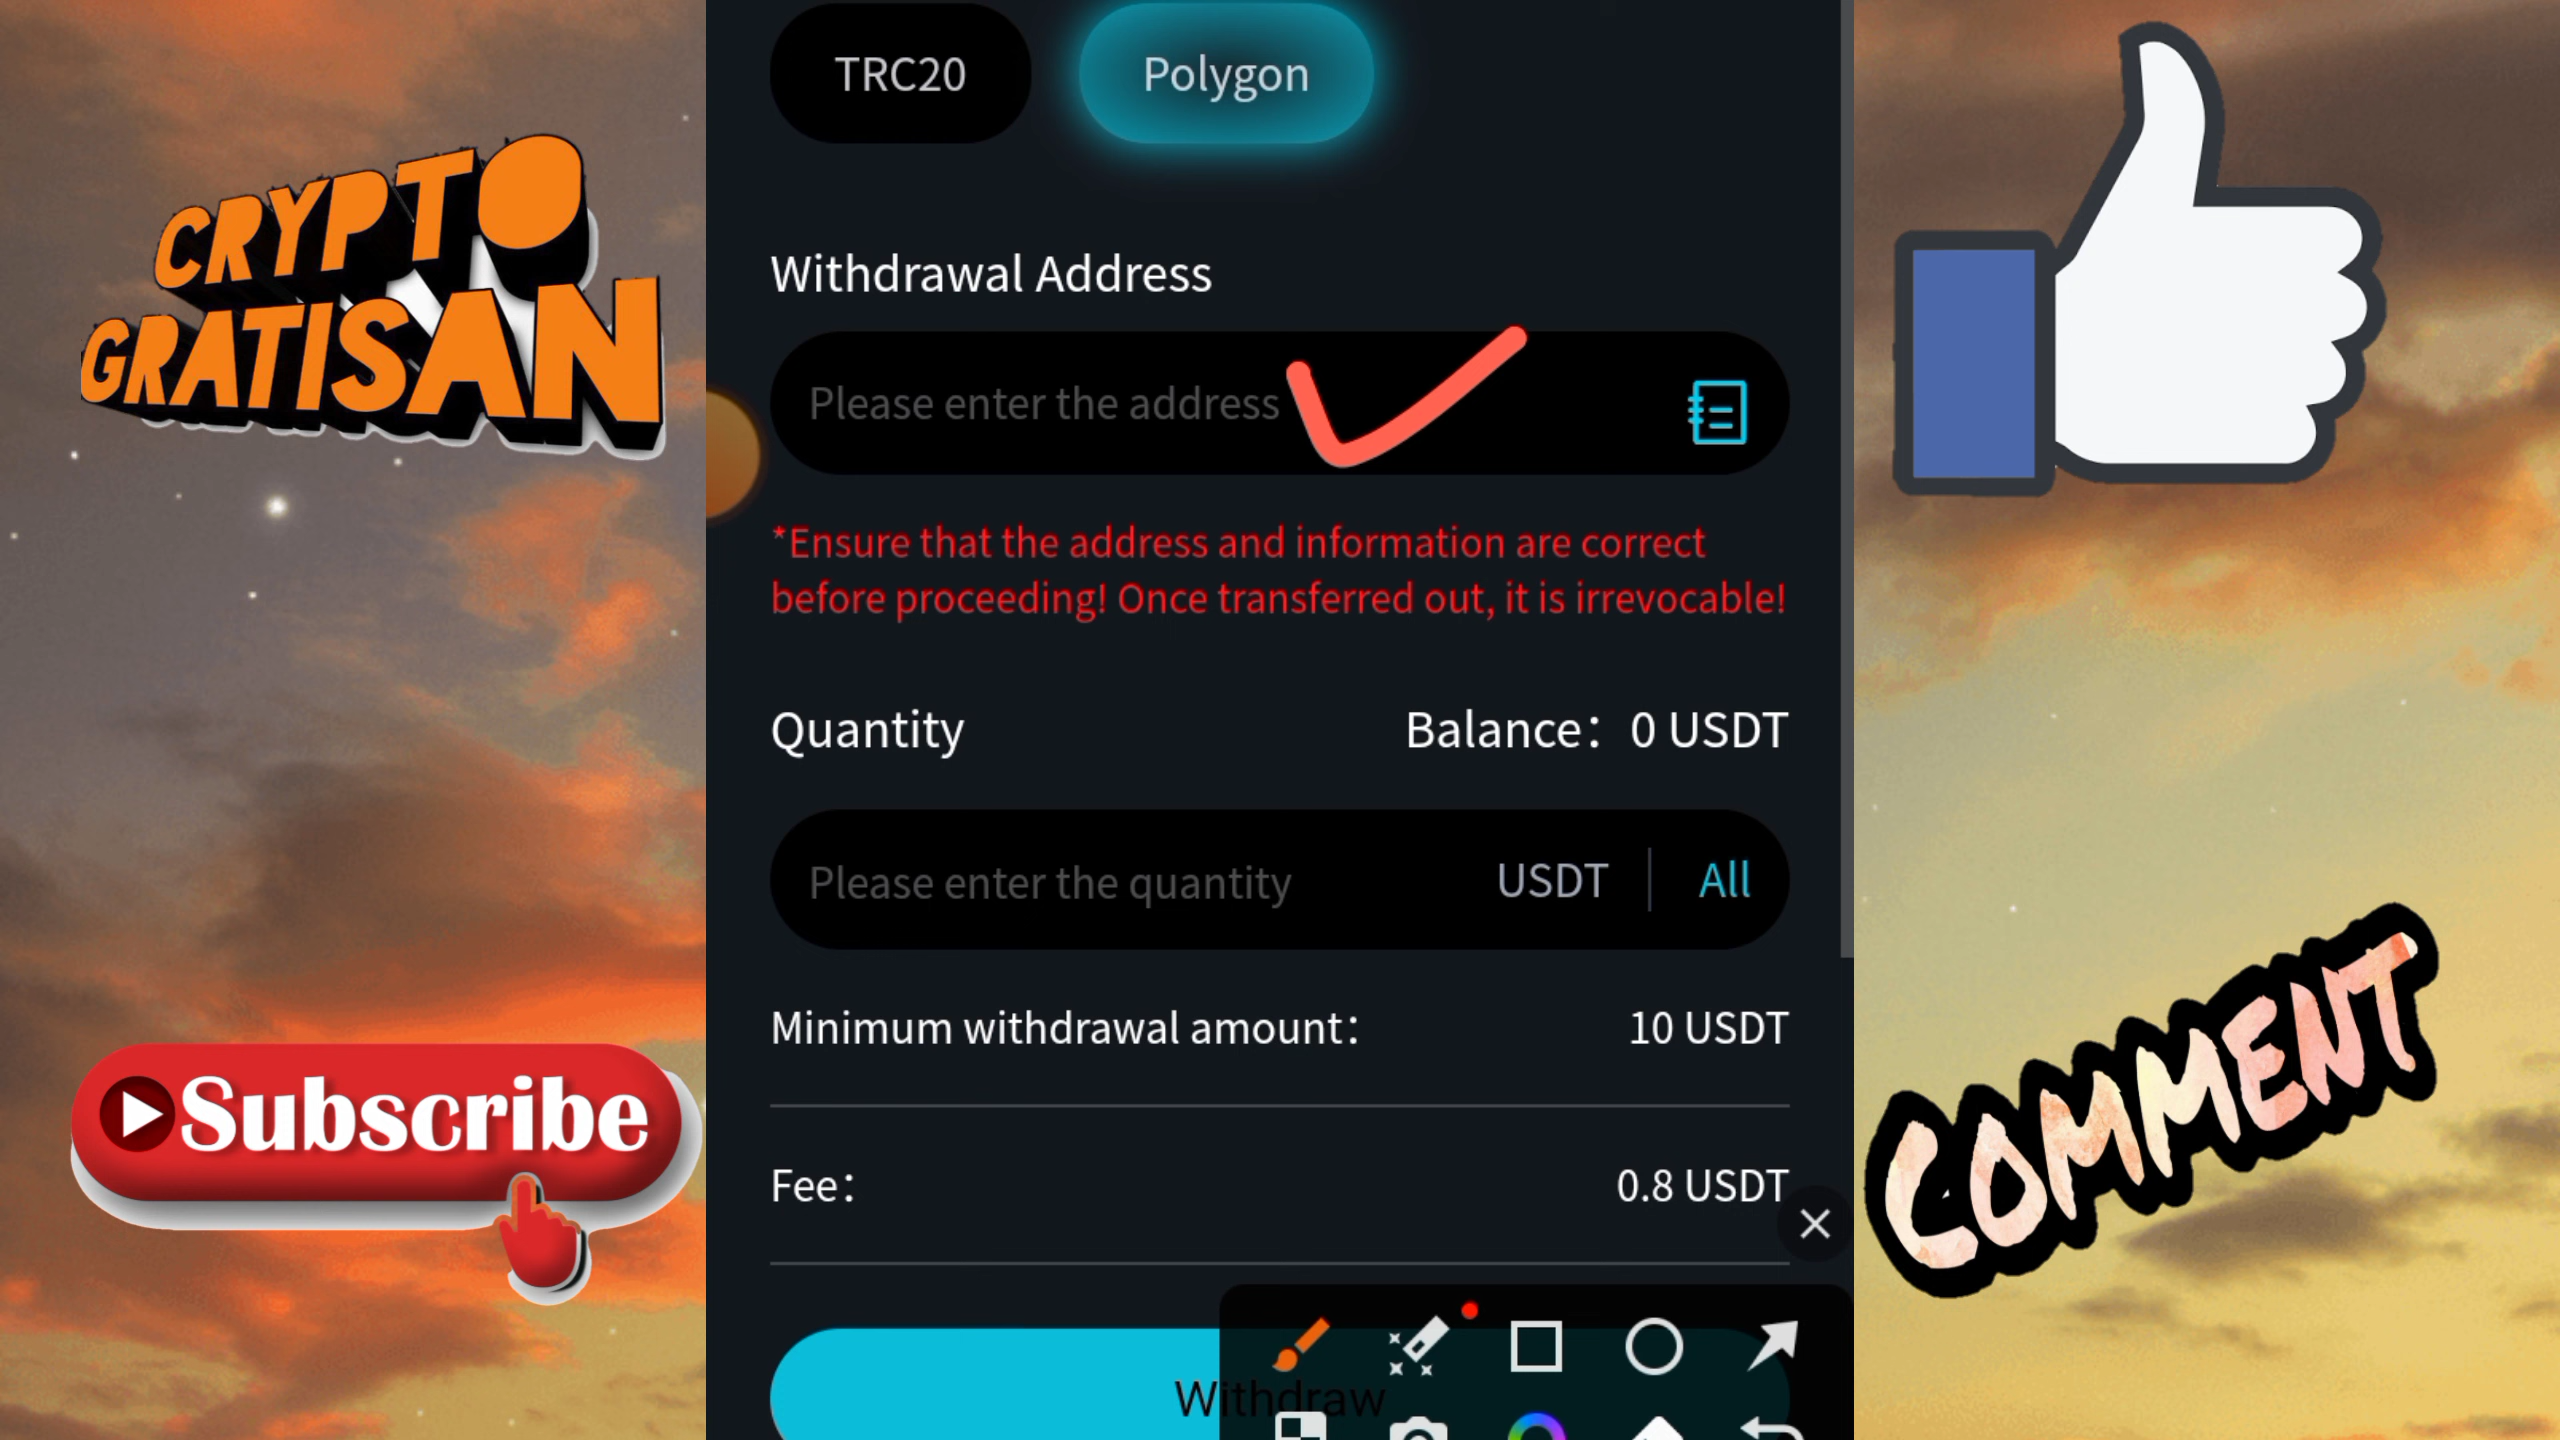 CRYPTO
GRATISAN
TRC20
Polygon
Withdrawal Address
Please enter the address
*Ensure that the address and information are correct
before proceeding! Once transferred out, it is irrevocable!
Quantity
Balance： 0 USDT
Please enter the quantity
USDT
All
Minimum withdrawal amount：
10 USDT
Fee：
0.8 USDT
Withdraw
Subscribe
COMMENT